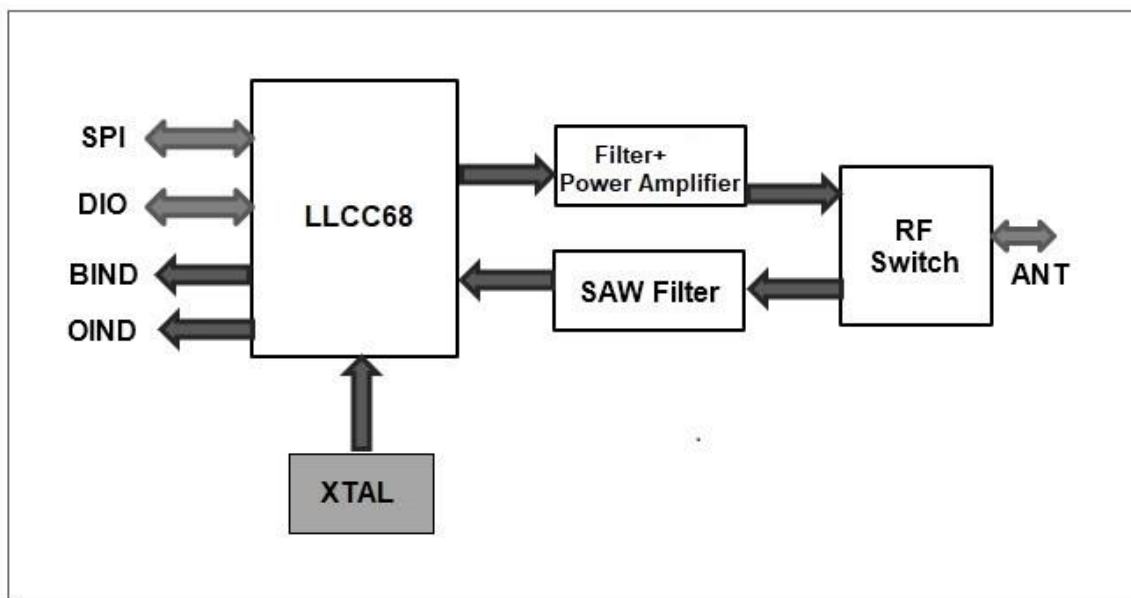 SPI
DIO
BIND
OIND
LLCC68
XTAL
Filter+
Power Amplifier
SAW Filter
RF
Switch
ANT